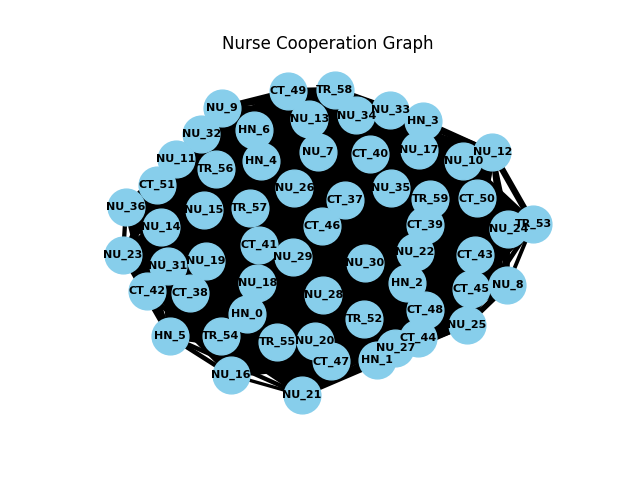 Nurse Cooperation Graph
CT_49
TR_58
NU_9
NU_33
NU_34
NU_13
HN_3
HN_6
NU_32
NU_17
NU_7
NU_12
CT_40
NU_11
HN_4
NU_10
TR_56
CT_51
NU_26
NU_35
CT_50
TR_59
CT_37
NU_36
TR_57
NU_15
TR_53
CT_39
CT_46
NU_14
NU_24
CT_41
NU_22
CT_43
NU_23
NU_29
NU_19
NU_30
NU_31
NU_18
HN_2
NU_8
CT_45
CT_42
CT_38
NU_28
CT_48
HN_0
TR_52
NU_25
HN_5
TR_54
CT_44
NU_20
TR_55
NU_27
HN_1
CT_47
NU_16
NU_21